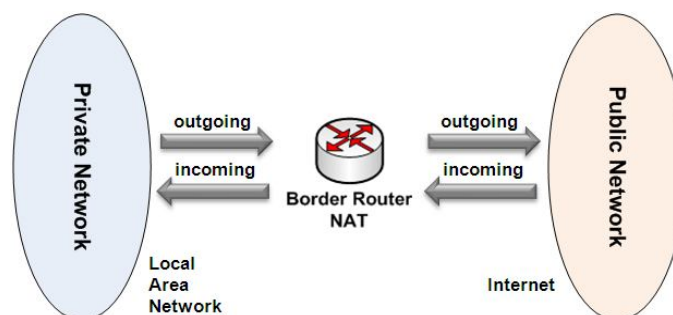 Private Network
outgoing
incoming
Local
Area
Network
Border Router
NAT
outgoing
incoming
Internet
Public Network